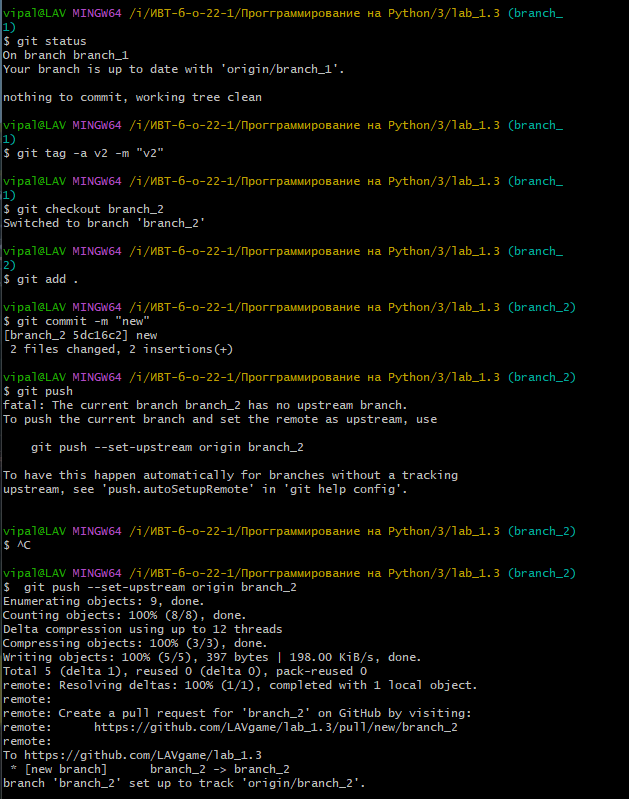 vipal@LAV MINGW64 /i/ИВТ-б-о-22-1/Прогграммирование на Python/3/lab_1.3 (branch_
1)
$ git status
On branch branch_1
Your branch is up to date with 'origin/branch_1'.
nothing to commit, working tree clean
vipal@LAV MINGW64 /i/ИВТ-б-о-22-1/Прогграммирование на Python/3/lab_1.3 (branch_
1)
$ git tag -a v2 -m "v2"
vipal@LAV MINGW64 /i/ИВТ-б-о-22-1/Прогграммирование на Python/3/lab_1.3 (branch_
1)
$ git checkout branch_2
Switched to branch 'branch_2'
vipal@LAV MINGW64 /i/ИВТ-б-о-22-1/Прогграммирование на Python/3/lab_1.3 (branch_
2)
$ git add .
vipal@LAV MINGW64 /i/ИВТ-б-о-22-1/Прогграммирование на Python/3/lab_1.3 (branch_2)
$ git commit -m "new"
[branch_2 5dc16c2] new
 2 files changed, 2 insertions(+)
vipal@LAV MINGW64 /i/ИВТ-б-о-22-1/Прогграммирование на Python/3/lab_1.3 (branch_2)
$ git push
fatal: The current branch branch_2 has no upstream branch.
To push the current branch and set the remote as upstream, use
    git push --set-upstream origin branch_2
To have this happen automatically for branches without a tracking
upstream, see 'push.autoSetupRemote' in 'git help config'.
vipal@LAV MINGW64 /i/ИВТ-б-о-22-1/Прогграммирование на Python/3/lab_1.3 (branch_2)
$ ^C
vipal@LAV MINGW64 /i/ИВТ-б-о-22-1/Прогграммирование на Python/3/lab_1.3 (branch_2)
$  git push --set-upstream origin branch_2
Enumerating objects: 9, done.
Counting objects: 100% (8/8), done.
Delta compression using up to 12 threads
Compressing objects: 100% (3/3), done.
Writing objects: 100% (5/5), 397 bytes | 198.00 KiB/s, done.
Total 5 (delta 1), reused 0 (delta 0), pack-reused 0
remote: Resolving deltas: 100% (1/1), completed with 1 local object.
remote:
remote: Create a pull request for 'branch_2' on GitHub by visiting:
remote:      https://github.com/LAVgame/lab_1.3/pull/new/branch_2
remote:
To https://github.com/LAVgame/lab_1.3
 * [new branch]      branch_2 -> branch_2
branch 'branch_2' set up to track 'origin/branch_2'.